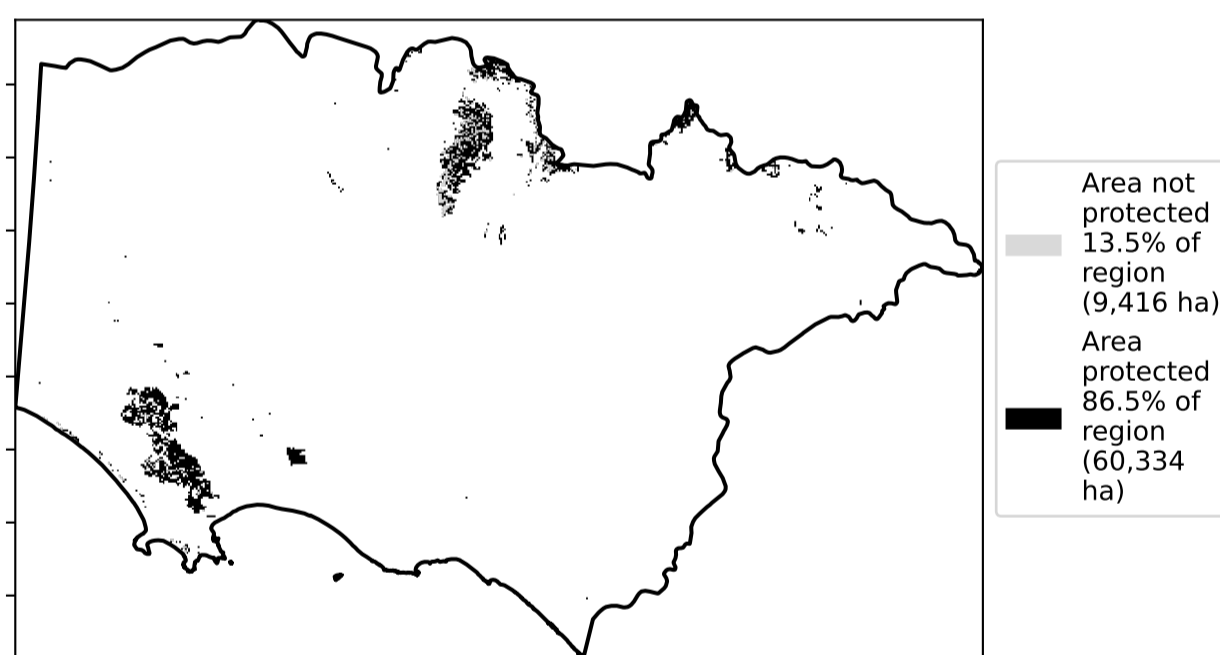 Area not
protected
13.5% of
region
(9,416 ha)
Area
protected
86.5% of
region
(60,334
ha)